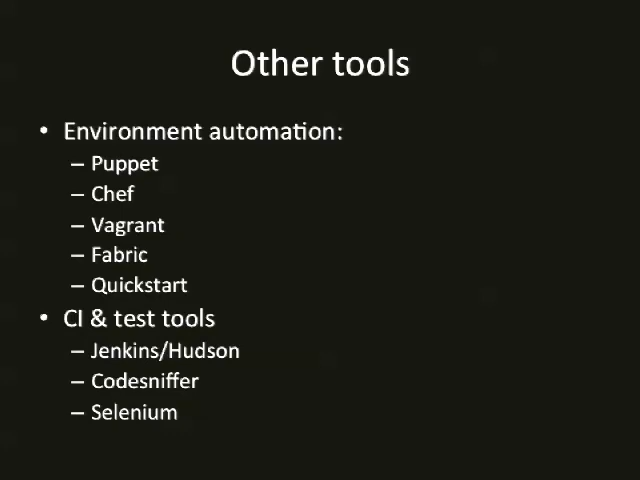 Other tools
• Environment automation:
– Puppet
– Chef
– Vagrant
– Fabric
– Quickstart
• CI & test tools
– Jenkins/Hudson
– Codesniffer
– Selenium